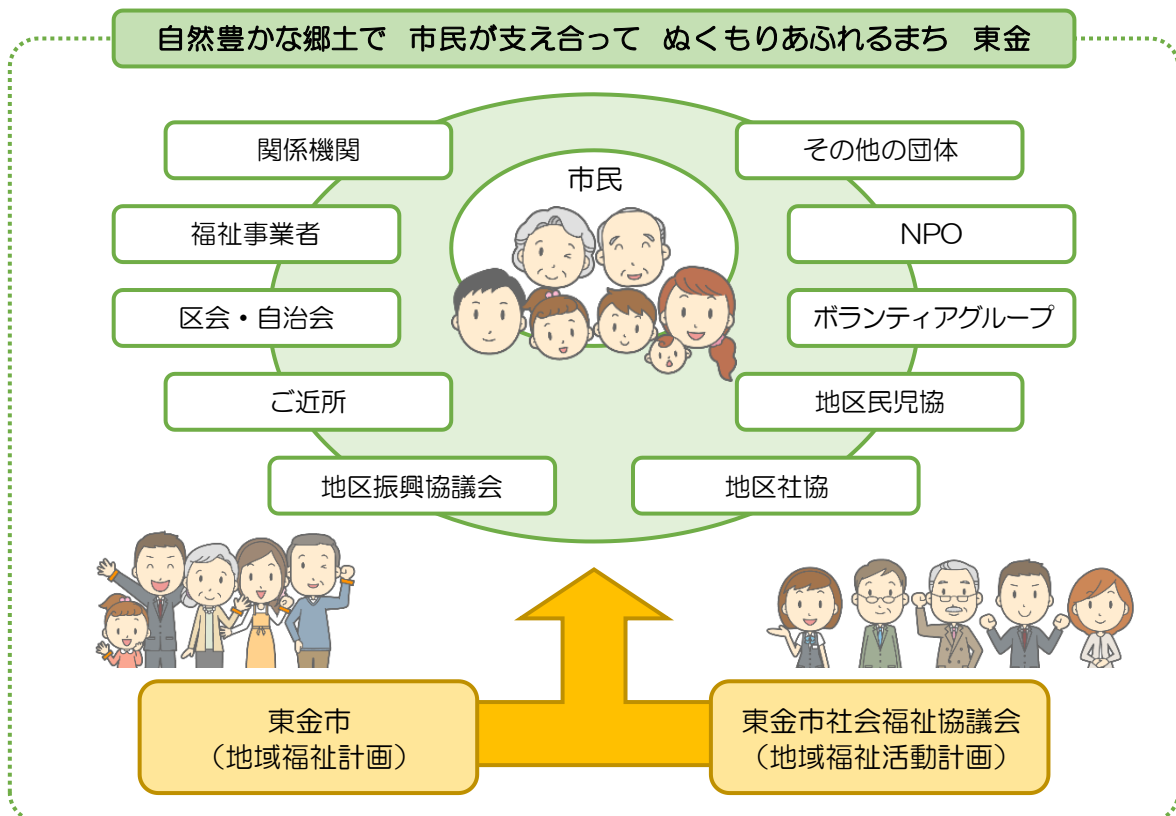 自然豊かな郷土で 市民が支え合って ぬくもりあふれるまち 東金
関係機関
その他の団体
市民
福祉事業者
NPO
区会・自治会
ボランティアグループ
ご近所
地区民児協
地区振興協議会
地区社協
東金市
（地域福祉計画）
東金市社会福祉協議会
（地域福祉活動計画）